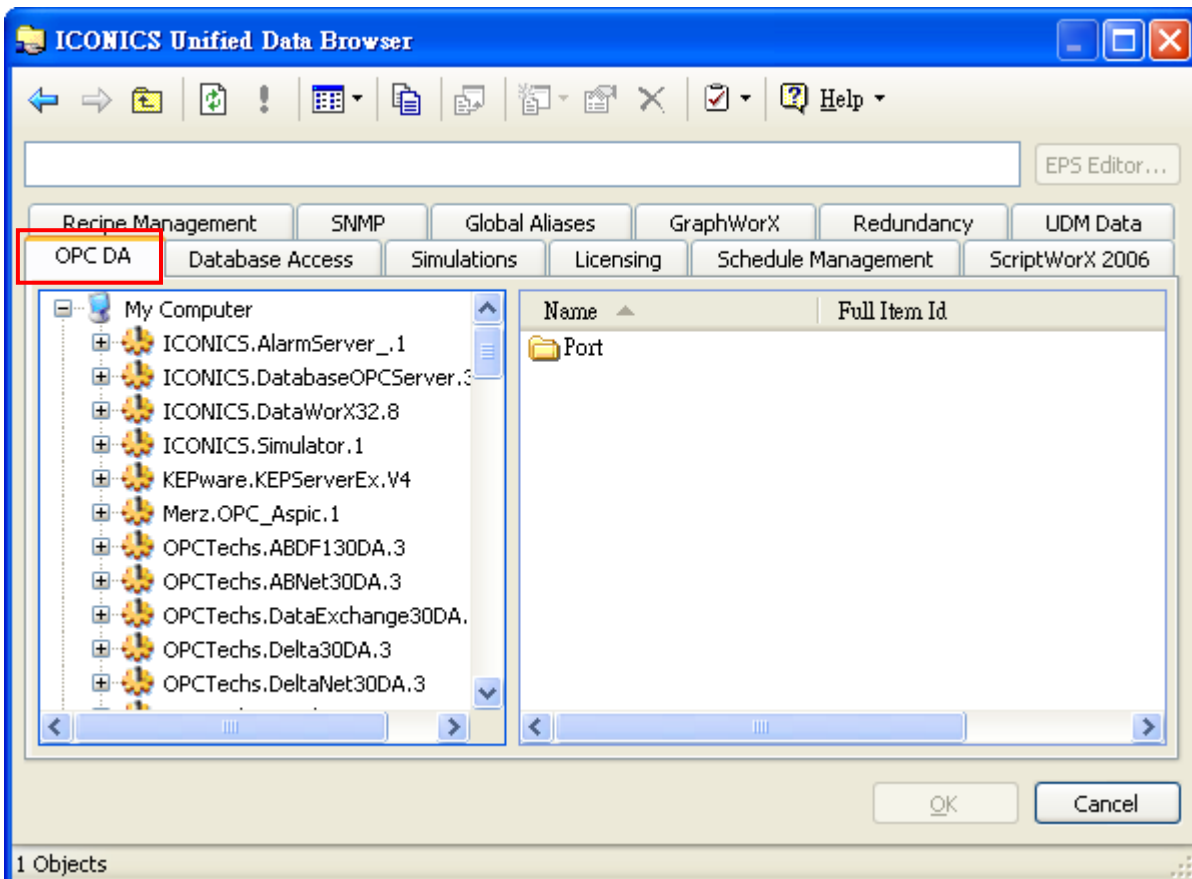 ICONICS Unified Data Browser
Help
EPS Editor...
Recipe Management SNMP Global Aliases GraphWorX Redundancy UDM Data
OPC DA Database Access Simulations Licensing Schedule Management ScriptWorX 2006
My Computer
ICONICS.AlarmServer_.1
ICONICS.DatabaseOPCServer.3
ICONICS.DataWorX32.8
ICONICS.Simulator.1
KEPware.KEPServerEx.V4
Merz.OPC_Aspic.1
OPCTechs.ABDF130DA.3
OPCTechs.ABNet30DA.3
OPCTechs.DataExchange30DA.
OPCTechs.Delta30DA.3
OPCTechs.DeltaNet30DA.3
Name Full Item Id
Port
OK Cancel
1 Objects